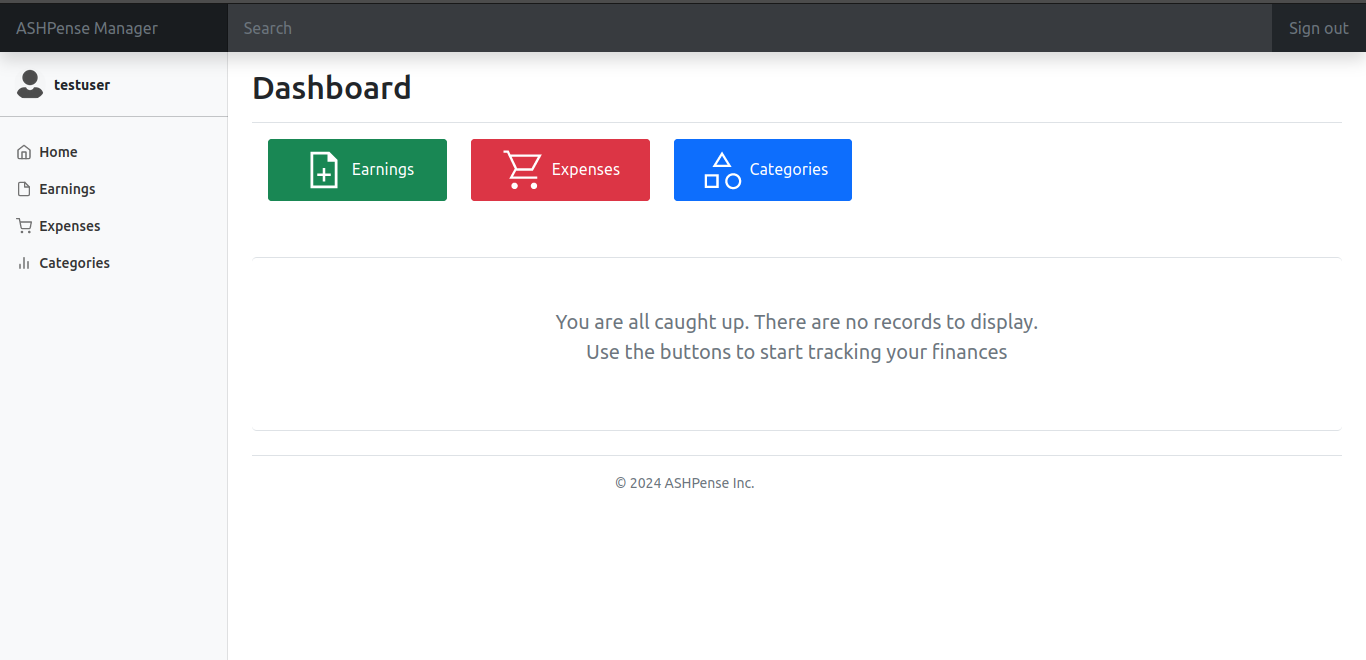 ASHPense Manager
Search
Sign out
testuser
Home
Earnings
Expenses
Categories
Dashboard
Earnings
Expenses
Categories
You are all caught up. There are no records to display.
Use the buttons to start tracking your finances
© 2024 ASHPense Inc.